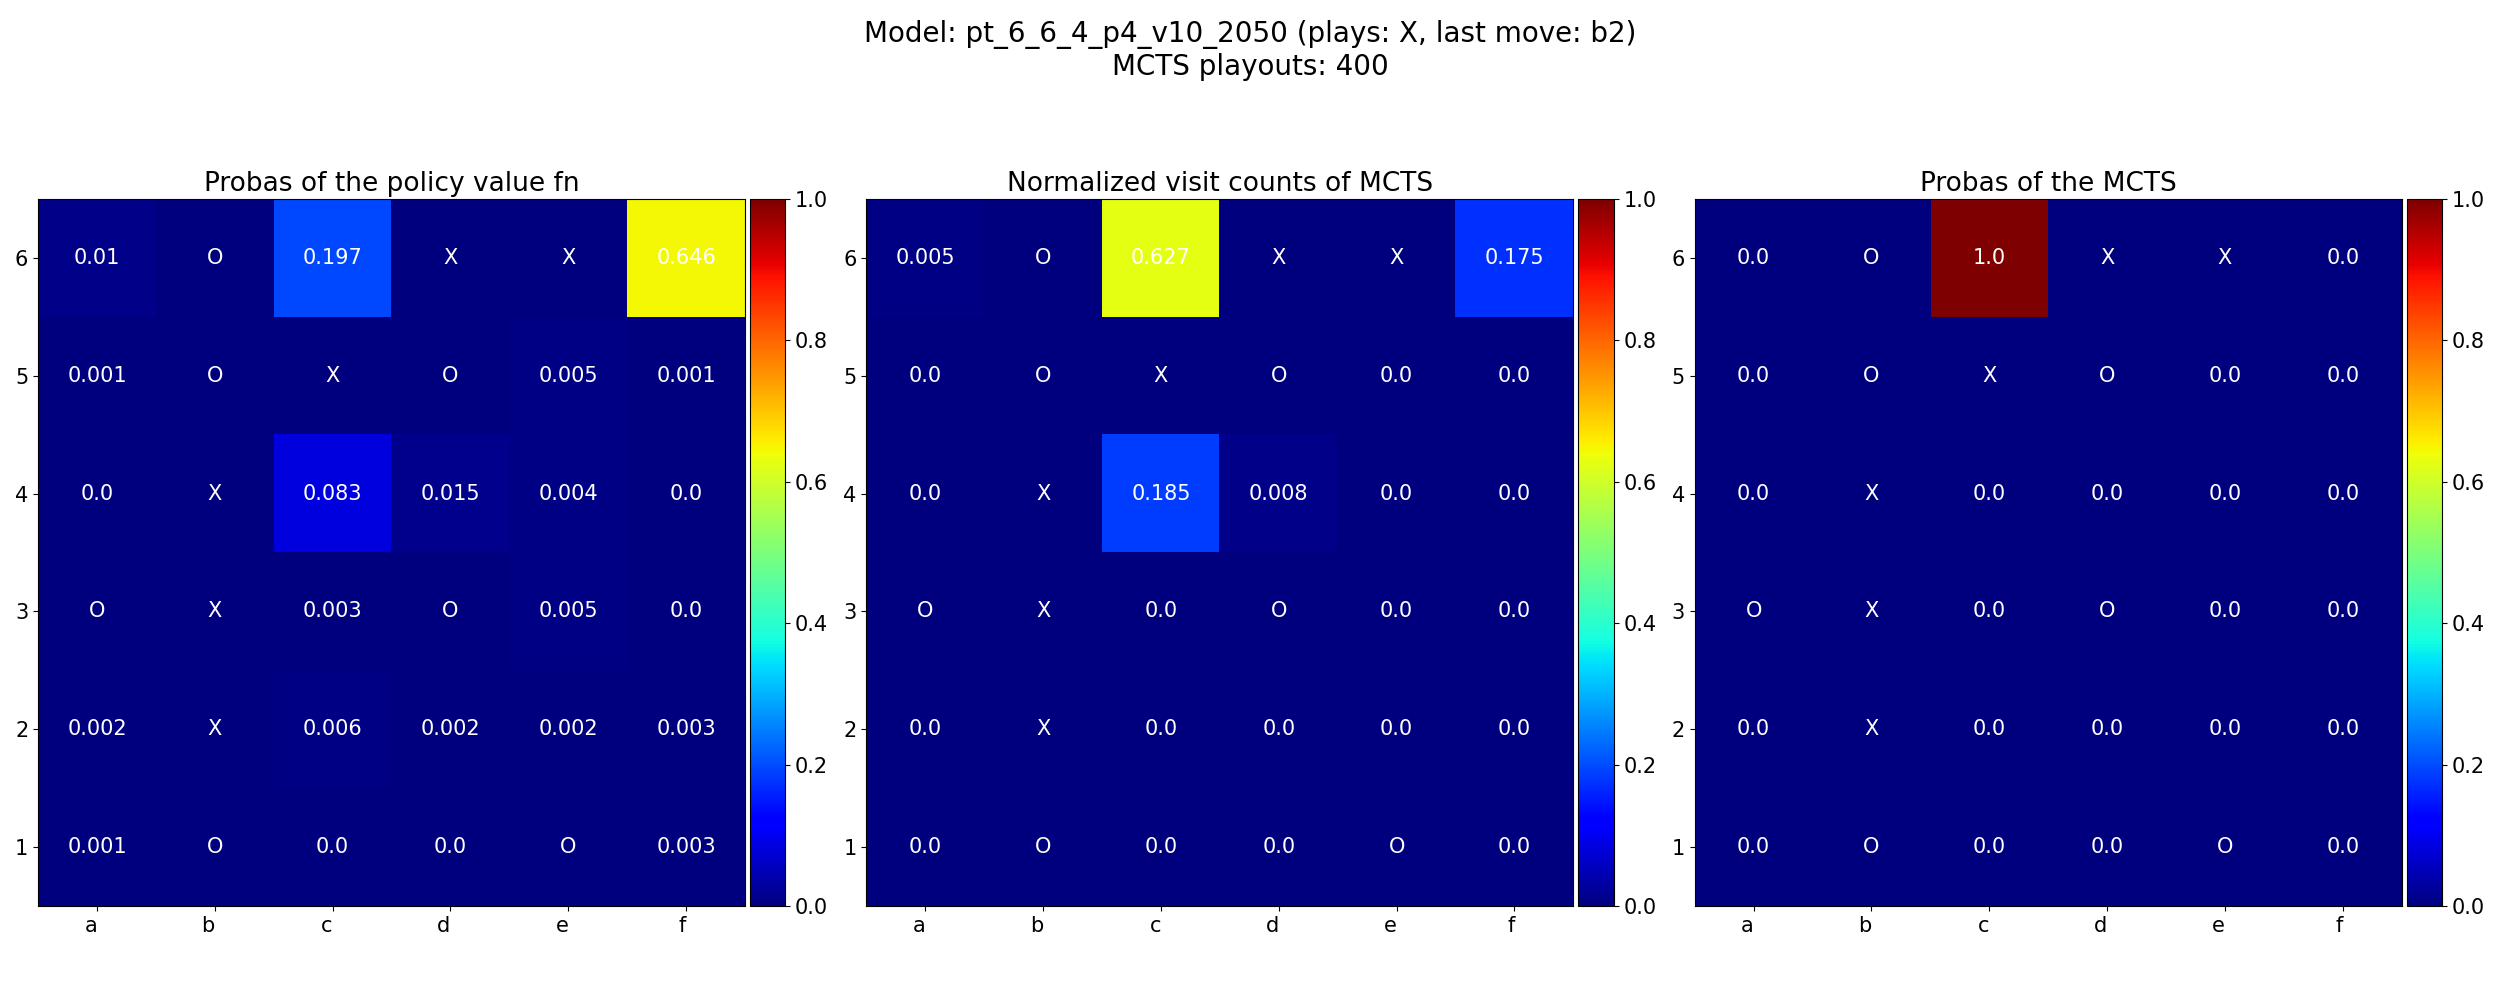 Model: pt_6_6_4_p4_v10_2050 (plays: X, last move: b2)
MCTS playouts: 400
Probas of the policy value fn
6 0.01 O 0.197 X X 0.646
5 0.001 O X O 0.005 0.001
4 0.0 X 0.083 0.015 0.004 0.0
3 O X 0.003 O 0.005 0.0
2 0.002 X 0.006 0.002 0.002 0.003
1 0.001 O 0.0 0.0 O 0.003
a b c d e f
1.0
0.8
0.6
0.4
0.2
0.0
Normalized visit counts of MCTS
6 0.005 O 0.627 X X 0.175
5 0.0 O X O 0.0 0.0
4 0.0 X 0.185 0.008 0.0 0.0
3 O X 0.0 O 0.0 0.0
2 0.0 X 0.0 0.0 0.0 0.0
1 0.0 O 0.0 0.0 O 0.0
a b c d e f
1.0
0.8
0.6
0.4
0.2
0.0
Probas of the MCTS
6 0.0 O 1.0 X X 0.0
5 0.0 O X O 0.0 0.0
4 0.0 X 0.0 0.0 0.0 0.0
3 O X 0.0 O 0.0 0.0
2 0.0 X 0.0 0.0 0.0 0.0
1 0.0 O 0.0 0.0 O 0.0
a b c d e f
1.0
0.8
0.6
0.4
0.2
0.0